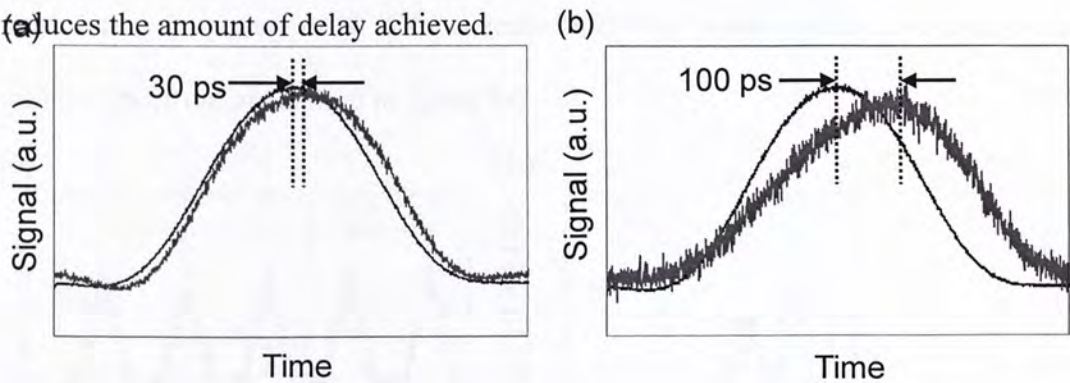 reduces the amount of delay achieved.
(a)
30 ps
Signal (a.u.)
Time
(b)
100 ps
Signal (a.u.)
Time